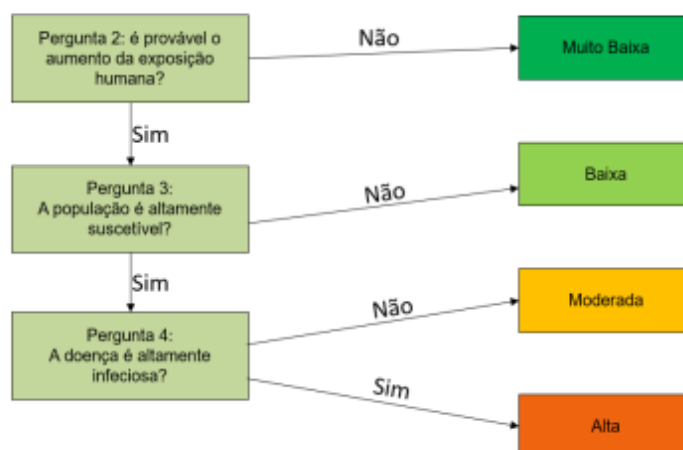 Pergunta 2: é provável o
aumento da exposição
humana?
Não
Muito Baixa
Sim
Pergunta 3:
A população é altamente
suscetível?
Não
Baixa
Sim
Pergunta 4:
A doença é altamente
infeciosa?
Não
Moderada
Sim
Alta